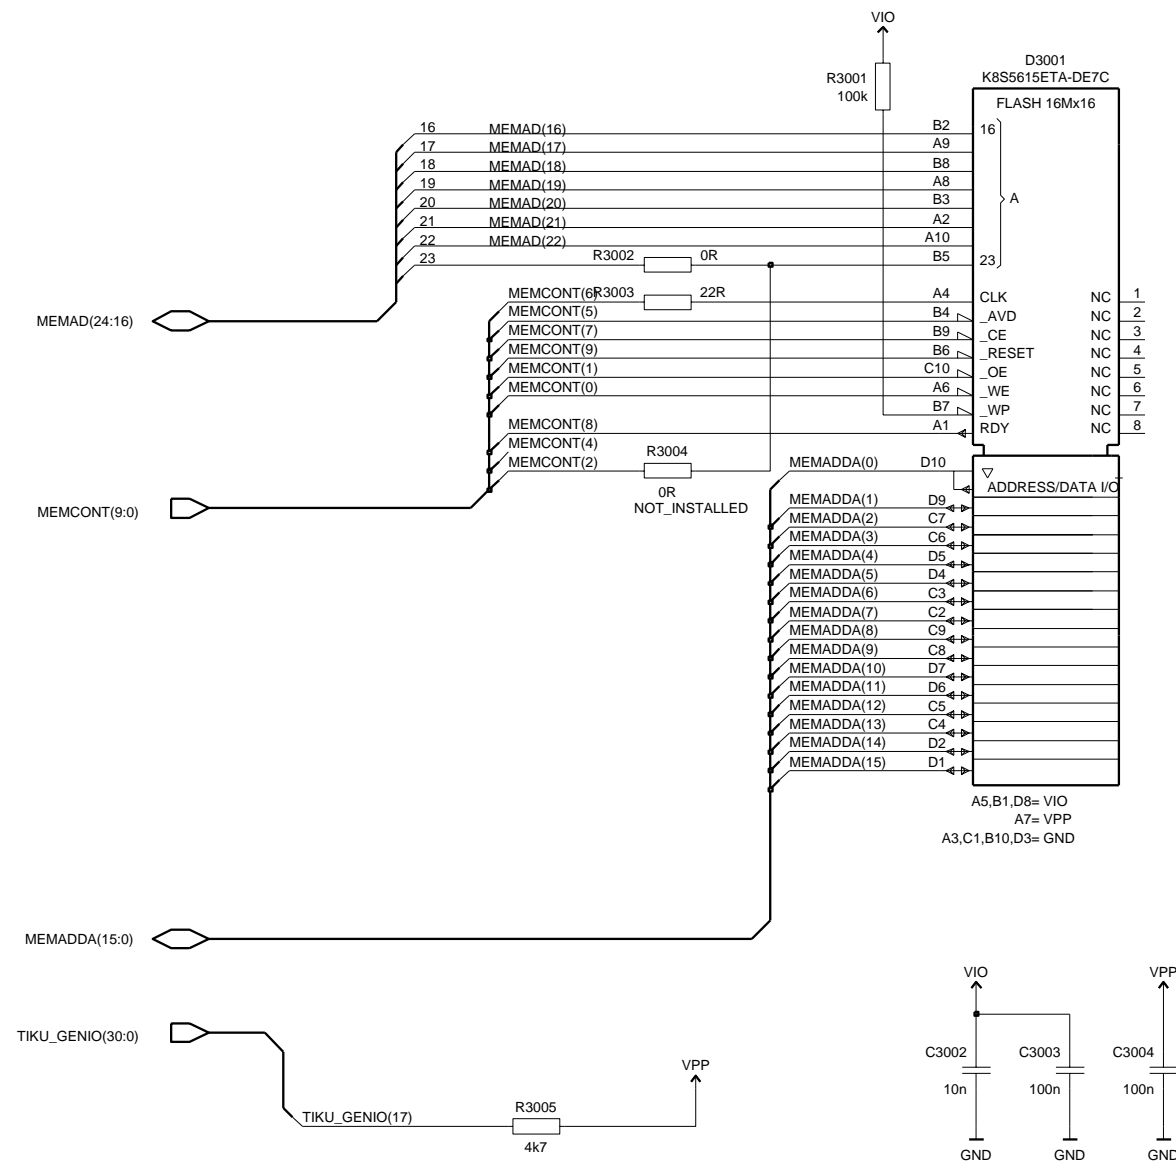 VIO
D3001
K8S5615ETA-DE7C
R3001
100k
FLASH 16Mx16
16 MEMAD(16) B2 16
17 MEMAD(17) A9
18 MEMAD(18) B8
19 MEMAD(19) A8
20 MEMAD(20) B3 A
21 MEMAD(21) A2
22 MEMAD(22) A10
23 R3002 0R B5 23
MEMCONT(6) R3003 22R A4 CLK NC 1
MEMAD(24:16)
MEMCONT(5) B4 _AVD NC 2
MEMCONT(7) B9 _CE NC 3
MEMCONT(9) B6 _RESET NC 4
MEMCONT(1) C10 _OE NC 5
MEMCONT(0) A6 _WE NC 6
B7 _WP NC 7
MEMCONT(8) A1 RDY NC 8
MEMCONT(4)
MEMCONT(2) R3004
0R
NOT_INSTALLED
MEMCONT(9:0)
MEMADDA(0) D10
ADDRESS/DATA I/O
MEMADDA(1) D9
MEMADDA(2) C7
MEMADDA(3) C6
MEMADDA(4) D5
MEMADDA(5) D4
MEMADDA(6) C3
MEMADDA(7) C2
MEMADDA(8) C9
MEMADDA(9) C8
MEMADDA(10) D7
MEMADDA(11) D6
MEMADDA(12) C5
MEMADDA(13) C4
MEMADDA(14) D2
MEMADDA(15) D1
A5,B1,D8= VIO
A7= VPP
A3,C1,B10,D3= GND
MEMADDA(15:0)
VIO VPP
TIKU_GENIO(30:0)
C3002 C3003 C3004
10n 100n 100n
VPP
TIKU_GENIO(17) R3005
4k7
GND GND GND